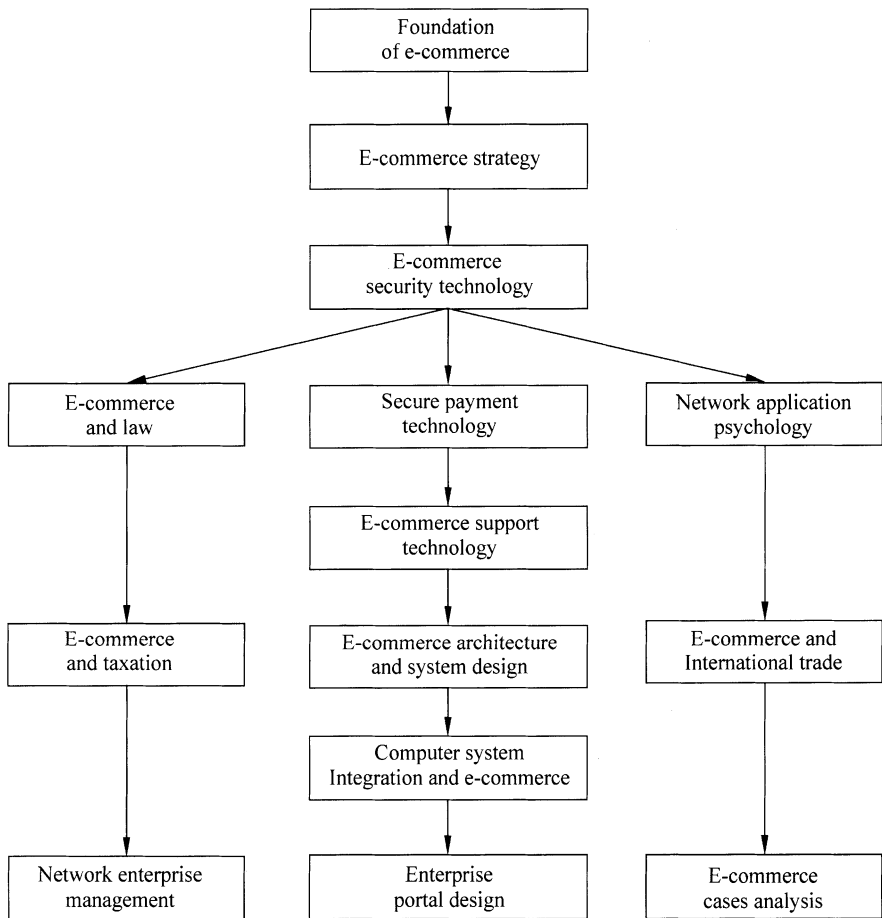 Foundation
of e-commerce
E-commerce strategy
E-commerce
security technology
E-commerce
and law
Secure payment
technology
Network application
psychology
E-commerce support
technology
E-commerce
and taxation
E-commerce architecture
and system design
E-commerce and
International trade
Computer system
Integration and e-commerce
Network enterprise
management
Enterprise
portal design
E-commerce
cases analysis